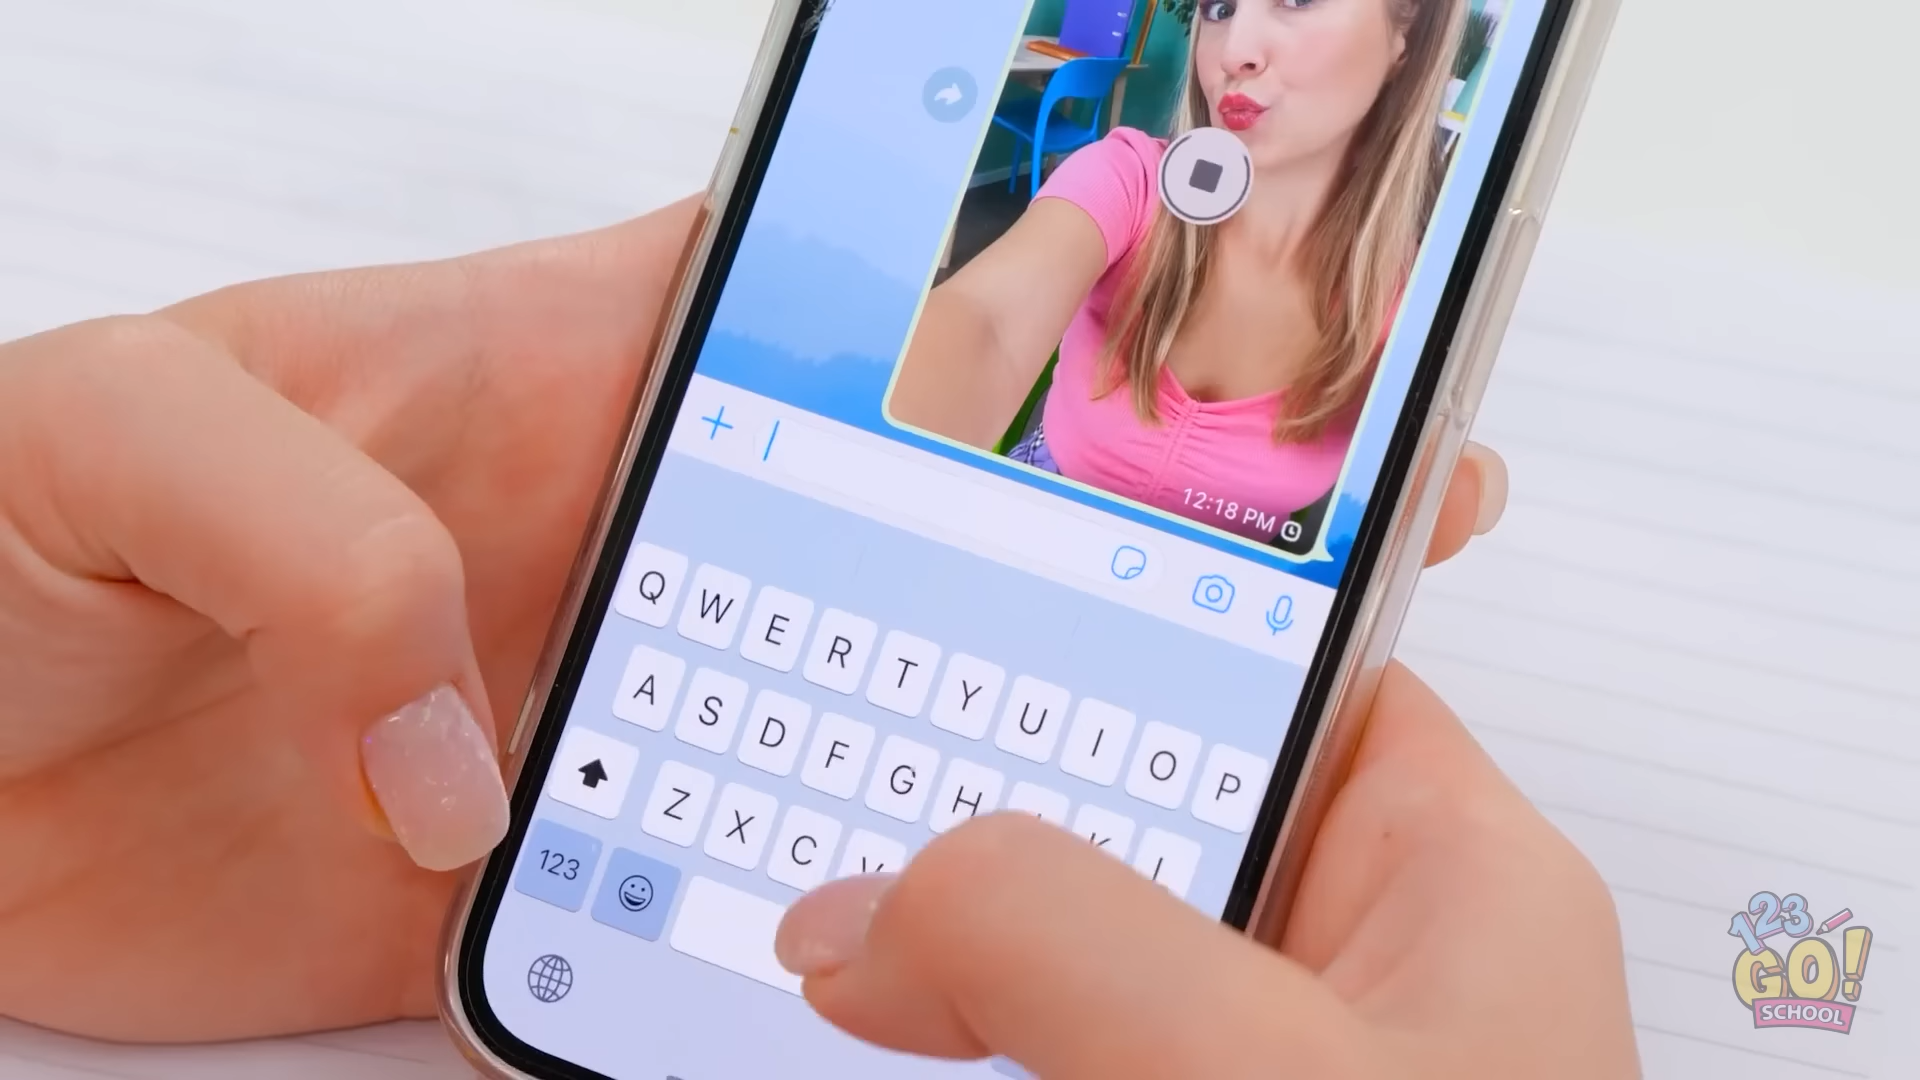 12:18 PM
Q W E R T Y U I O P
A S D F G H K L
Z X C V
123
123 GO!
SCHOOL